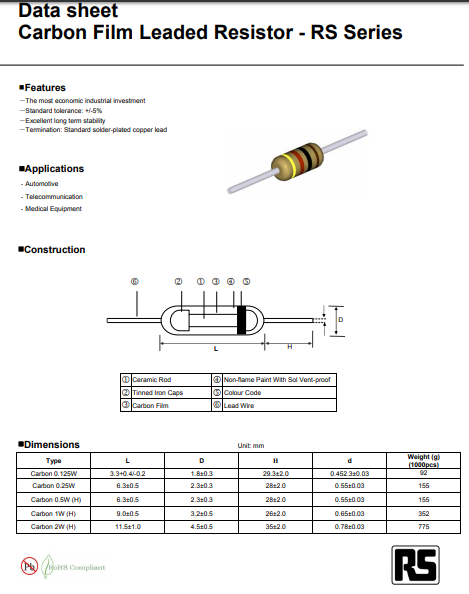 Data sheet
Carbon Film Leaded Resistor - RS Series
■Features
－The most economic industrial investment
－Standard tolerance: +/-5%
－Excellent long term stability
－Termination: Standard solder-plated copper lead
■Applications
- Automotive
- Telecommunication
- Medical Equipment
■Construction
⑥ ② ① ③ ④ ⑤
D
L
H
① Ceramic Rod ④ Non-flame Paint With Sol Vent-proof
② Tinned Iron Caps ⑤ Colour Code
③ Carbon Film ⑥ Lead Wire
■Dimensions
Unit: mm
Type L D H d Weight (g) (1000pcs)
Carbon 0.125W 3.3+0.4/-0.2 1.8±0.3 29.3±2.0 0.452.3±0.03 92
Carbon 0.25W 6.3±0.5 2.3±0.3 28±2.0 0.55±0.03 155
Carbon 0.5W (H) 6.3±0.5 2.3±0.3 28±2.0 0.55±0.03 155
Carbon 1W (H) 9.0±0.5 3.2±0.5 26±2.0 0.65±0.03 352
Carbon 2W (H) 11.5±1.0 4.5±0.5 35±2.0 0.78±0.03 775
Pb RoHS Compliant
RS